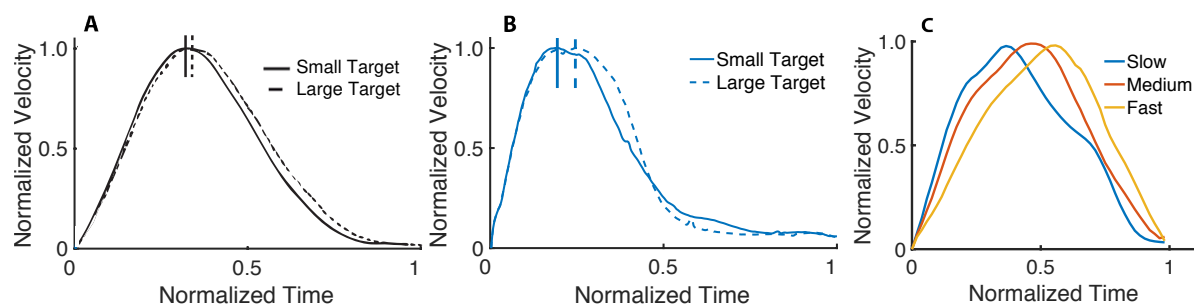 A
Normalized Velocity
1.0
0.5
0
0
0.5
1
Normalized Time
Small Target
Large Target
B
Normalized Velocity
1.0
0.5
0
0
0.5
1
Normalized Time
Small Target
Large Target
C
Normalized Velocity
1.0
0.5
0
0
0.5
1
Normalized Time
Slow
Medium
Fast